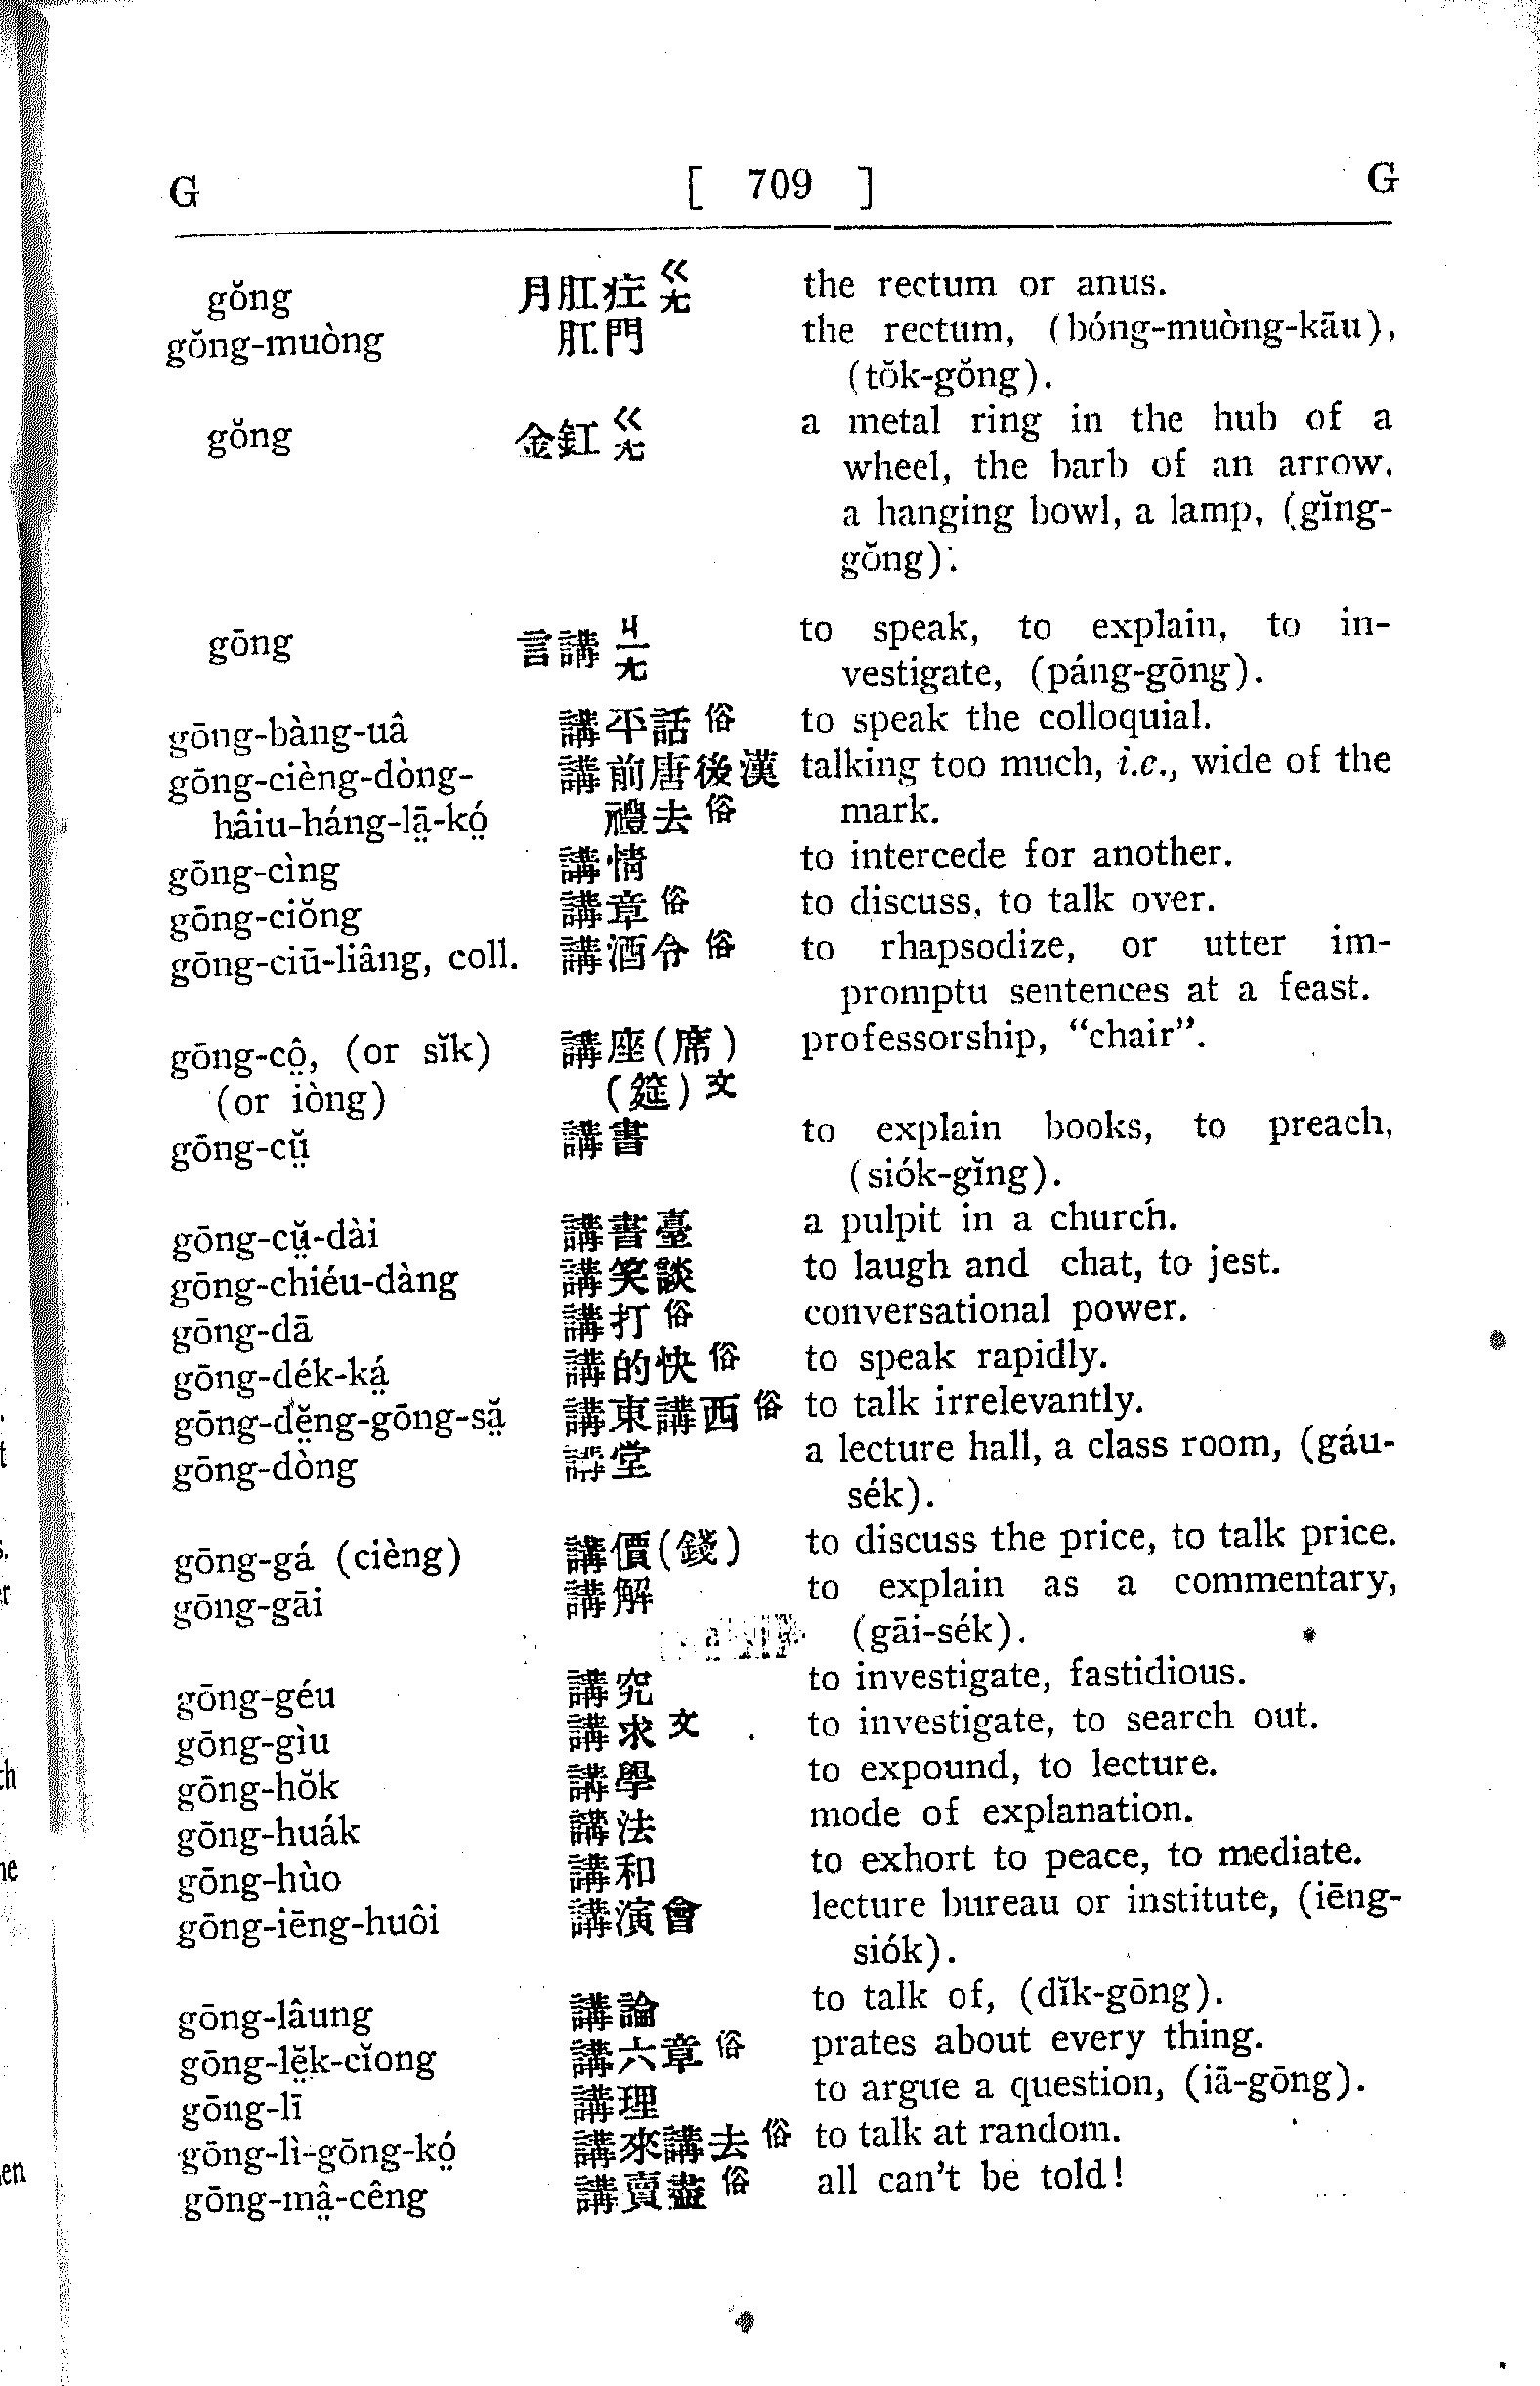 G [ 709 ] G
gŏng 月肛疘 ㄍㄤ the rectum or anus.
gŏng-muòng 肛門 the rectum, (bóng-muòng-kāu),
(tŏk-gŏng).
gŏng 金釭 ㄍㄤ a metal ring in the hub of a
wheel, the barb of an arrow,
a hanging bowl, a lamp, (gĭng-
gŏng).
gōng 言講 ㄐㄧㄤ to speak, to explain, to in-
vestigate, (páng-gōng).
gōng-bàng-uâ 講平話俗 to speak the colloquial.
gōng-cièng-dòng- 講前唐後漢 talking too much, i.e., wide of the
hâiu-háng-lā̤-kó̤ 禮去俗 mark.
gōng-cìng 講情 to intercede for another.
gōng-ciŏng 講章俗 to discuss, to talk over.
gōng-ciū-liâng, coll. 講酒令俗 to rhapsodize, or utter im-
promptu sentences at a feast.
gōng-cô̤, (or sĭk) 講座(席) professorship, “chair”.
(or iòng) (筵)文
gōng-cṳ̆ 講書 to explain books, to preach,
(siók-gĭng).
gōng-cṳ̆-dài 講書臺 a pulpit in a church.
gōng-chiéu-dàng 講笑談 to laugh and chat, to jest.
gōng-dā 講打俗 conversational power.
gōng-dék-ká̤ 講的快俗 to speak rapidly.
gōng-dĕ̤ng-gōng-să̤ 講東講西俗 to talk irrelevantly.
gōng-dòng 講堂 a lecture hall, a class room, (gáu-
sék).
gōng-gá (cièng) 講價(錢) to discuss the price, to talk price.
gōng-gāi 講解 to explain as a commentary,
(gāi-sék).
gōng-géu 講究 to investigate, fastidious.
gōng-gìu 講求文 to investigate, to search out.
gōng-hŏk 講學 to expound, to lecture.
gōng-huák 講法 mode of explanation.
gōng-hùo 講和 to exhort to peace, to mediate.
gōng-iēng-huôi 講演會 lecture bureau or institute, (iēng-
siók).
gōng-lâung 講論 to talk of, (dĭk-gōng).
gōng-lĕ̤k-cĭong 講六章俗 prates about every thing.
gōng-lī 講理 to argue a question, (iā-gōng).
gōng-lì-gōng-kó̤ 講來講去俗 to talk at random.
gōng-mâ̤-cêng 講賣盡俗 all can’t be told!